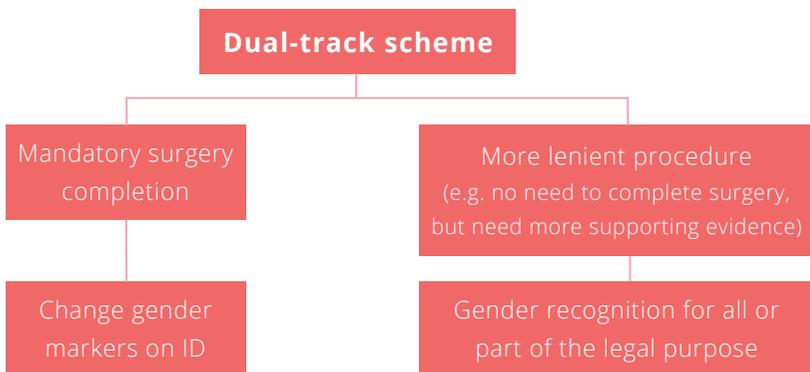 Dual-track scheme
Mandatory surgery
completion
More lenient procedure
(e.g. no need to complete surgery,
but need more supporting evidence)
Change gender
markers on ID
Gender recognition for all or
part of the legal purpose